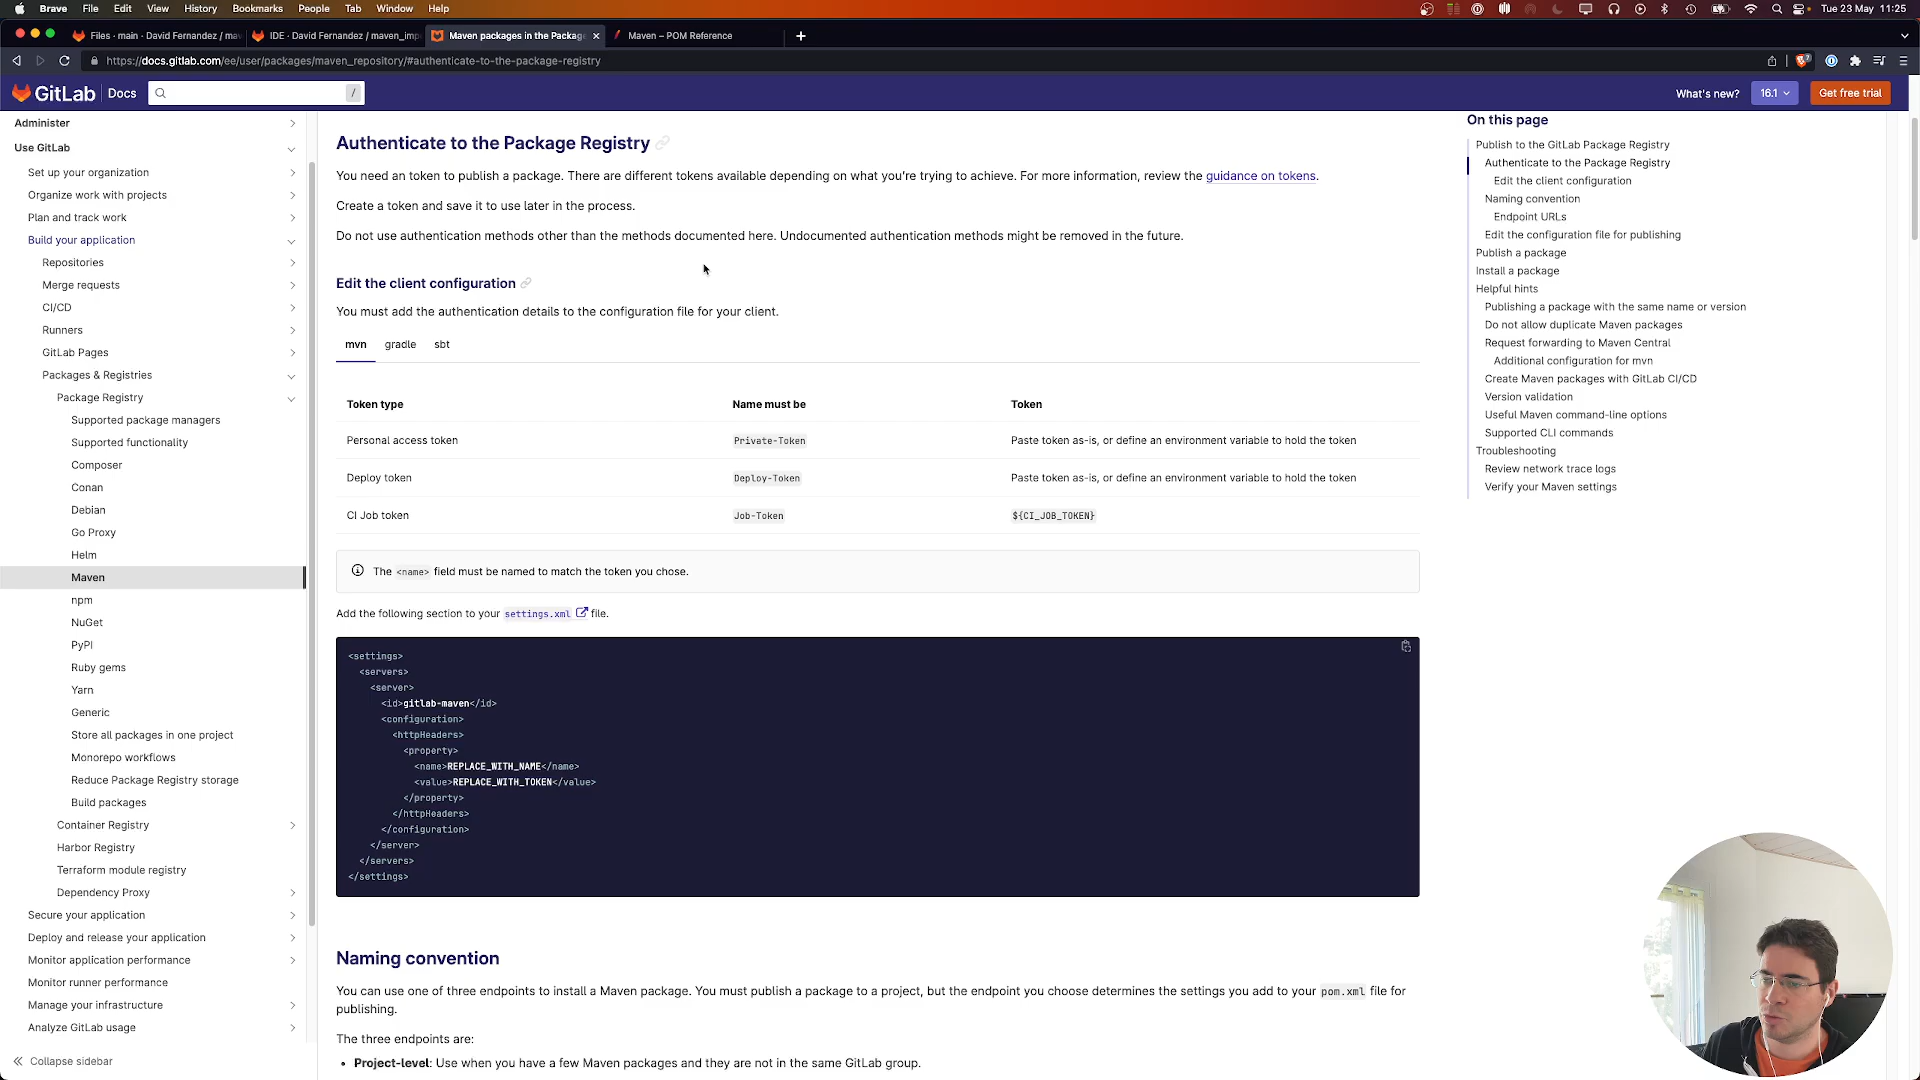 Brave File Edit View History Bookmarks People Tab Window Help
Tue 23 May 11:25
Files · main · David Fernandez / mav
IDE · David Fernandez / maven_imp
Maven packages in the Package
Maven – POM Reference
https://docs.gitlab.com/ee/user/packages/maven_repository/#authenticate-to-the-package-registry
GitLab Docs
/
What's new?
16.1
Get free trial
Administer
Use GitLab
Set up your organization
Organize work with projects
Plan and track work
Build your application
Repositories
Merge requests
CI/CD
Runners
GitLab Pages
Packages & Registries
Package Registry
Supported package managers
Supported functionality
Composer
Conan
Debian
Go Proxy
Helm
Maven
npm
NuGet
PyPI
Ruby gems
Yarn
Generic
Store all packages in one project
Monorepo workflows
Reduce Package Registry storage
Build packages
Container Registry
Harbor Registry
Terraform module registry
Dependency Proxy
Secure your application
Deploy and release your application
Monitor application performance
Monitor runner performance
Manage your infrastructure
Analyze GitLab usage
Collapse sidebar
Authenticate to the Package Registry
You need an token to publish a package. There are different tokens available depending on what you're trying to achieve. For more information, review the guidance on tokens.
Create a token and save it to use later in the process.
Do not use authentication methods other than the methods documented here. Undocumented authentication methods might be removed in the future.
Edit the client configuration
You must add the authentication details to the configuration file for your client.
mvn gradle sbt
Token type Name must be Token
Personal access token Private-Token Paste token as-is, or define an environment variable to hold the token
Deploy token Deploy-Token Paste token as-is, or define an environment variable to hold the token
CI Job token Job-Token ${CI_JOB_TOKEN}
The <name> field must be named to match the token you chose.
Add the following section to your settings.xml file.
<settings>
<servers>
<server>
<id>gitlab-maven</id>
<configuration>
<httpHeaders>
<property>
<name>REPLACE_WITH_NAME</name>
<value>REPLACE_WITH_TOKEN</value>
</property>
</httpHeaders>
</configuration>
</server>
</servers>
</settings>
Naming convention
You can use one of three endpoints to install a Maven package. You must publish a package to a project, but the endpoint you choose determines the settings you add to your pom.xml file for
publishing.
The three endpoints are:
• Project-level: Use when you have a few Maven packages and they are not in the same GitLab group.
On this page
Publish to the GitLab Package Registry
Authenticate to the Package Registry
Edit the client configuration
Naming convention
Endpoint URLs
Edit the configuration file for publishing
Publish a package
Install a package
Helpful hints
Publishing a package with the same name or version
Do not allow duplicate Maven packages
Request forwarding to Maven Central
Additional configuration for mvn
Create Maven packages with GitLab CI/CD
Version validation
Useful Maven command-line options
Supported CLI commands
Troubleshooting
Review network trace logs
Verify your Maven settings